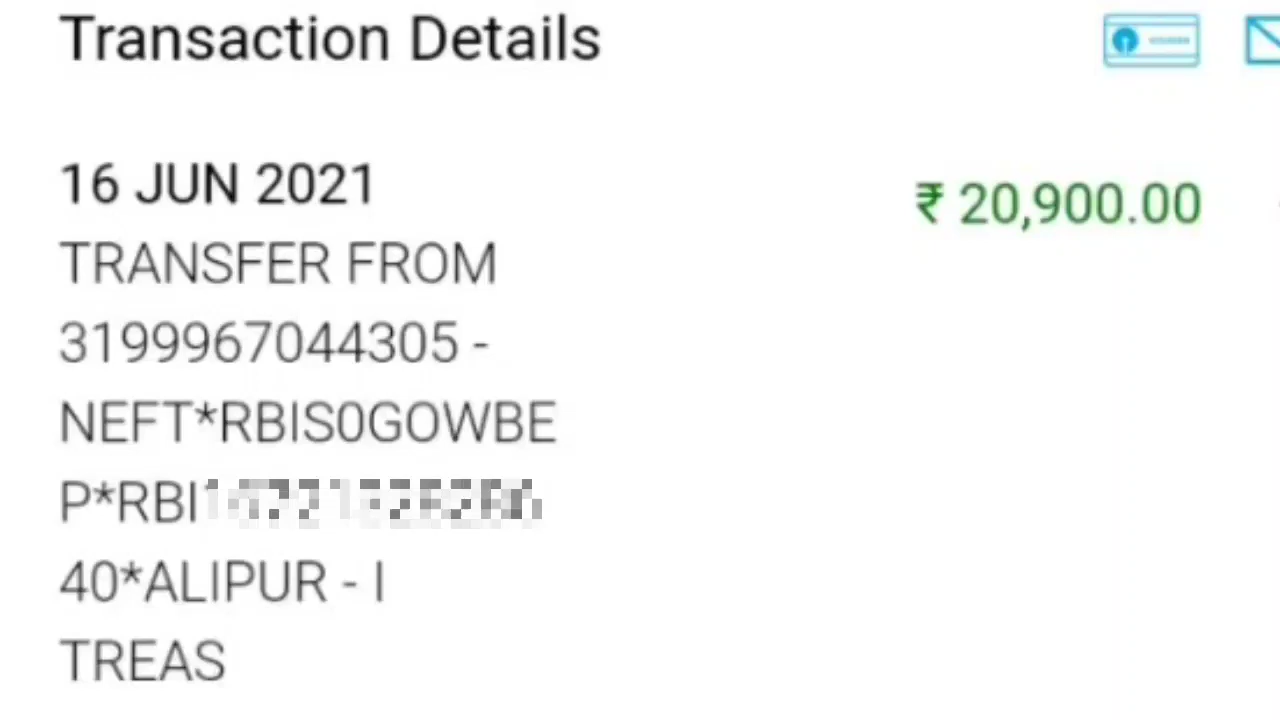 Transaction Details
16 JUN 2021
₹ 20,900.00
TRANSFER FROM
3199967044305 -
NEFT*RBIS0GOWBE
P*RBI
40*ALIPUR - I
TREAS